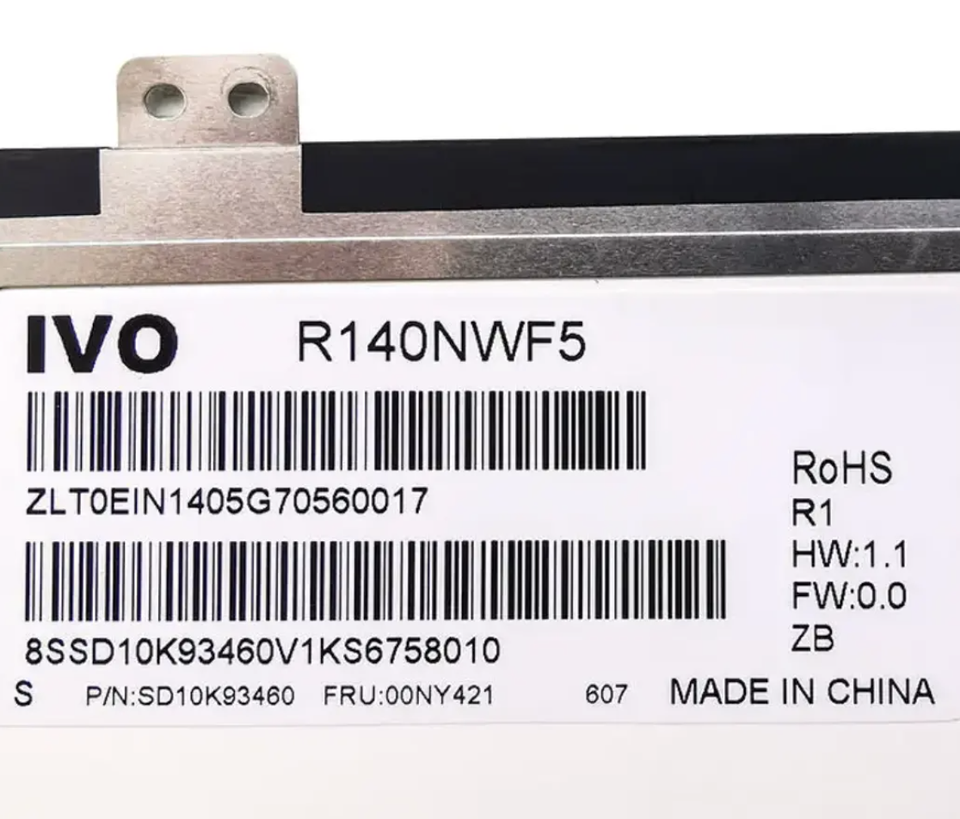 IVO R140NWF5
ZLT0EIN1405G70560017
RoHS
R1
HW:1.1
FW:0.0
ZB
8SSD10K93460V1KS6758010
S P/N:SD10K93460 FRU:00NY421 607 MADE IN CHINA